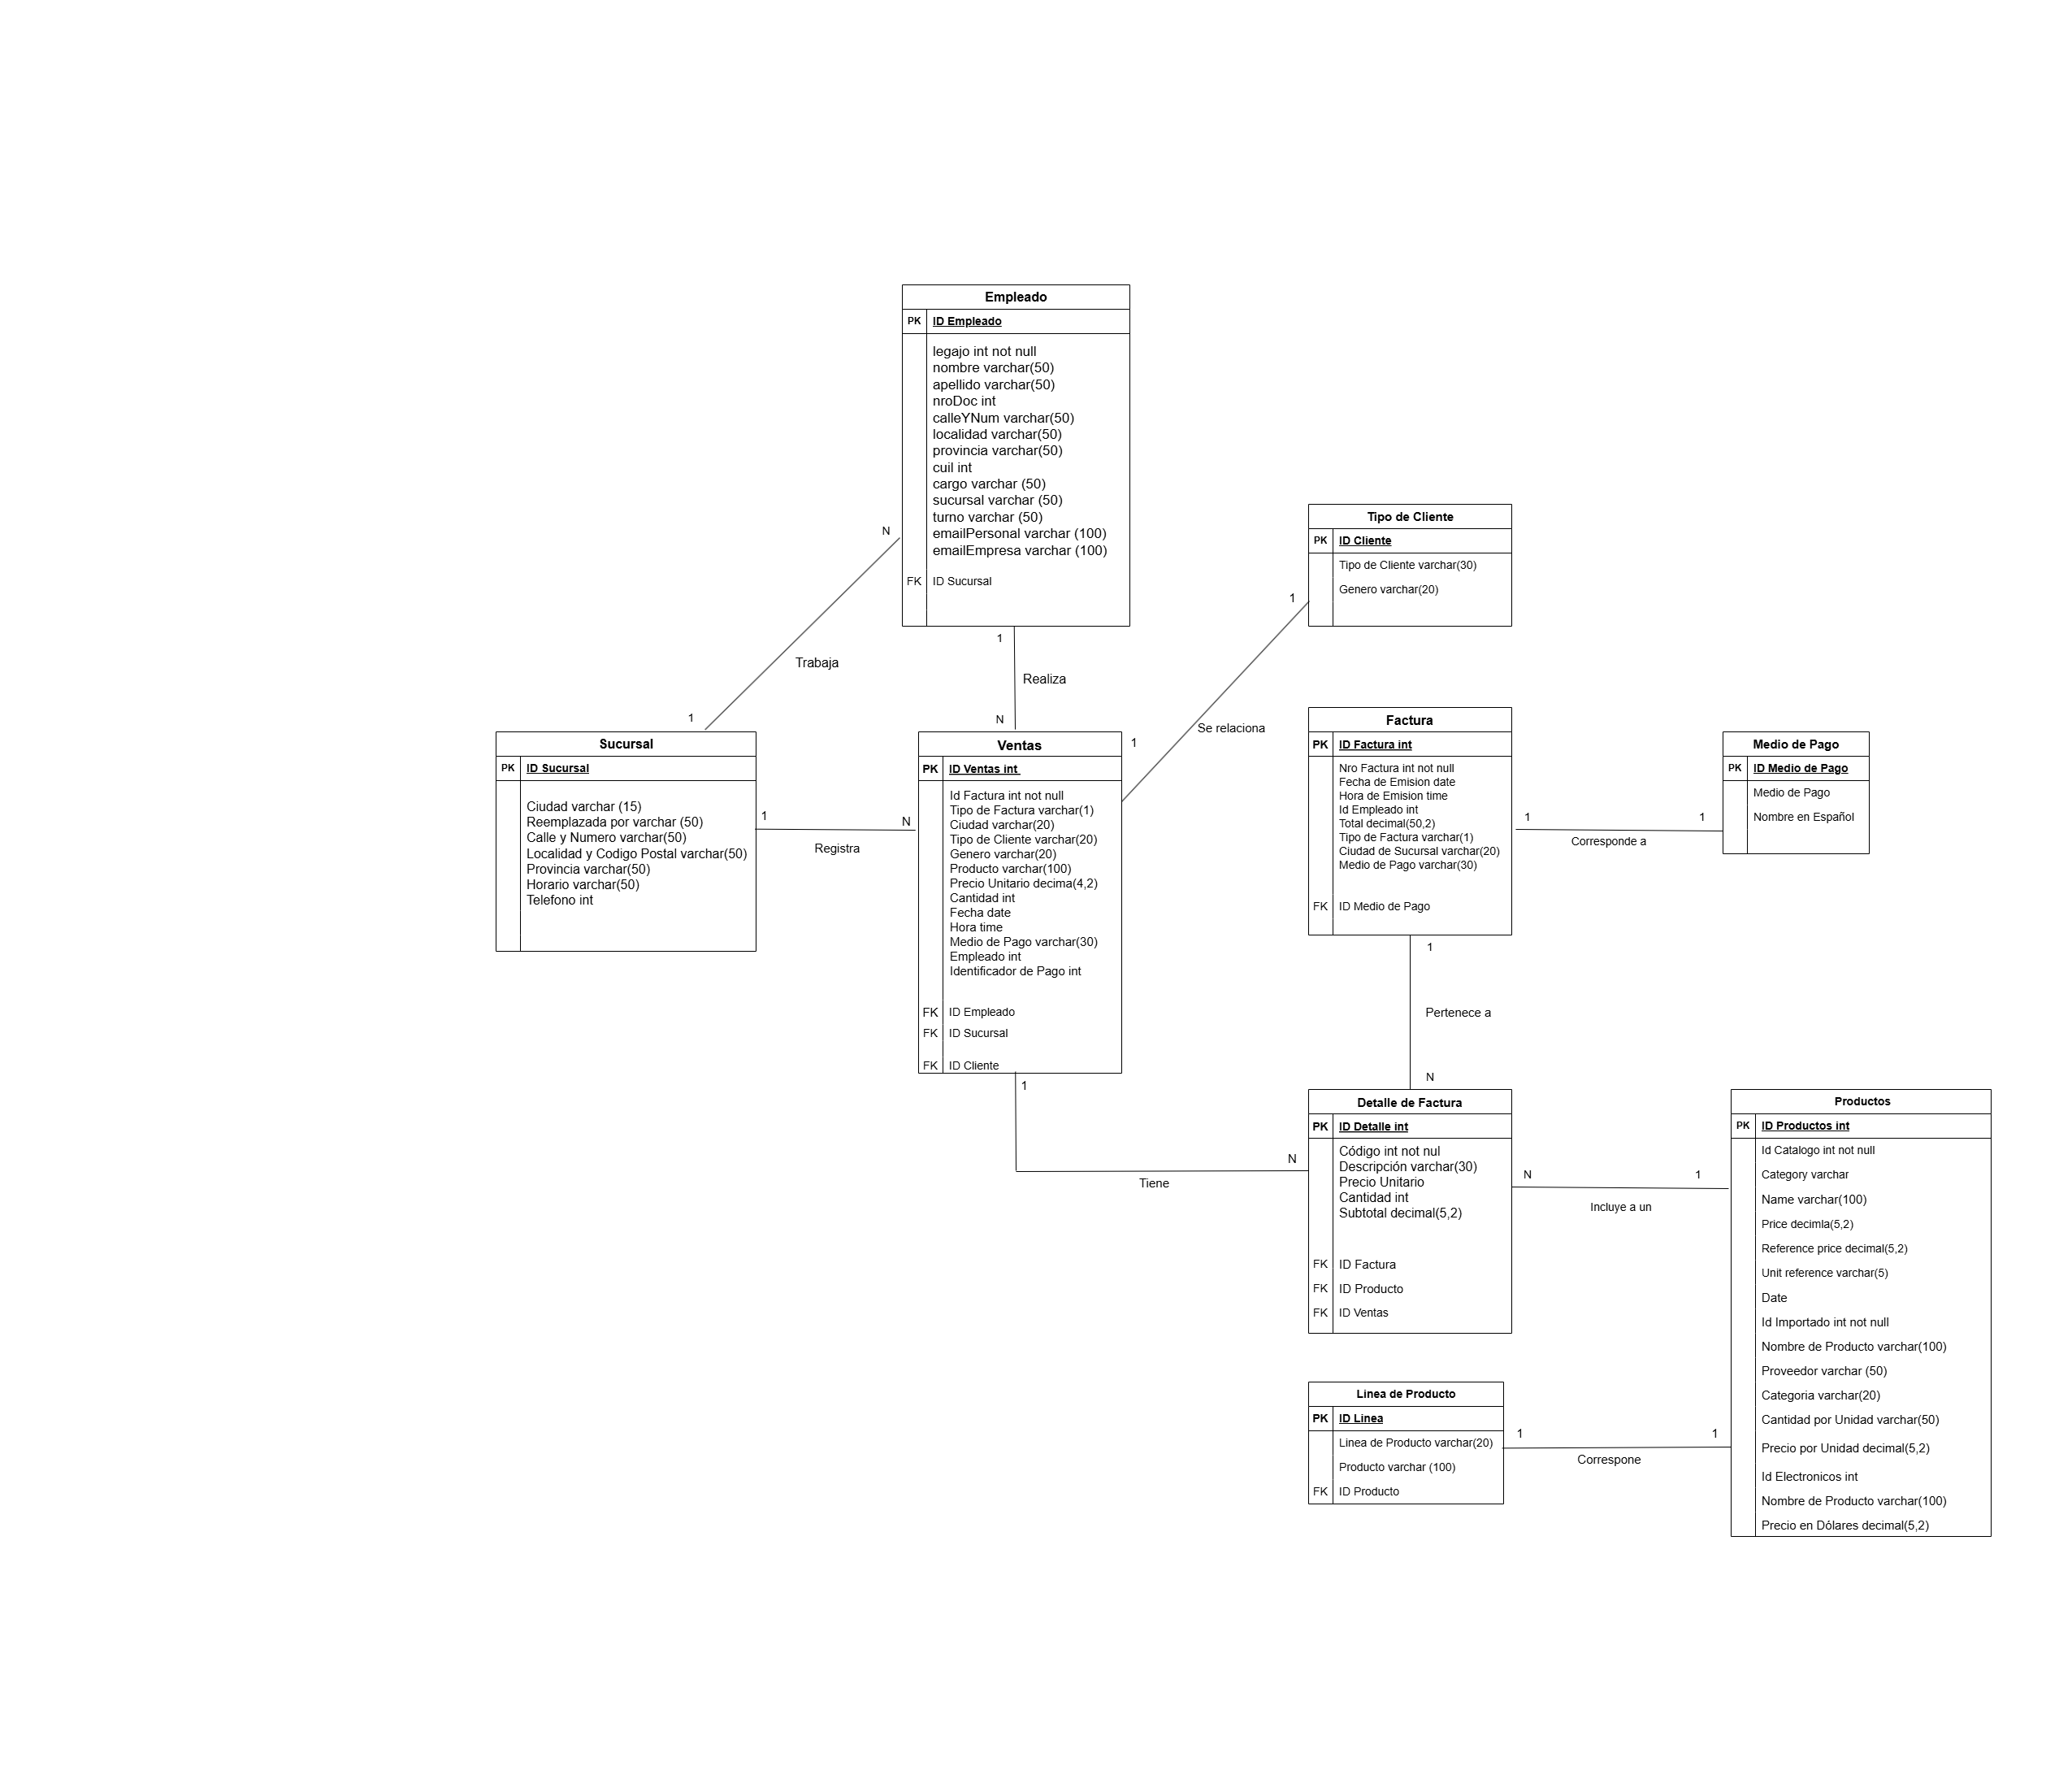 Empleado
PK ID Empleado
legajo int not null
nombre varchar(50)
apellido varchar(50)
nroDoc int
calleYNum varchar(50)
localidad varchar(50)
provincia varchar(50)
cuil int
cargo varchar (50)
sucursal varchar (50)
turno varchar (50)
emailPersonal varchar (100)
emailEmpresa varchar (100)
FK ID Sucursal
N
Trabaja
1
1
Realiza
N
Tipo de Cliente
PK ID Cliente
Tipo de Cliente varchar(30)
Genero varchar(20)
1
Se relaciona
1
Sucursal
PK ID Sucursal
Ciudad varchar (15)
Reemplazada por varchar (50)
Calle y Numero varchar(50)
Localidad y Codigo Postal varchar(50)
Provincia varchar(50)
Horario varchar(50)
Telefono int
1
Registra
N
Ventas
PK ID Ventas int
Id Factura int not null
Tipo de Factura varchar(1)
Ciudad varchar(20)
Tipo de Cliente varchar(20)
Genero varchar(20)
Producto varchar(100)
Precio Unitario decima(4,2)
Cantidad int
Fecha date
Hora time
Medio de Pago varchar(30)
Empleado int
Identificador de Pago int
FK ID Empleado
FK ID Sucursal
FK ID Cliente
1
Tiene
N
Factura
PK ID Factura int
Nro Factura int not null
Fecha de Emision date
Hora de Emision time
Id Empleado int
Total decimal(50,2)
Tipo de Factura varchar(1)
Ciudad de Sucursal varchar(20)
Medio de Pago varchar(30)
FK ID Medio de Pago
1
Corresponde a
1
Medio de Pago
PK ID Medio de Pago
Medio de Pago
Nombre en Español
1
Pertenece a
N
Detalle de Factura
PK ID Detalle int
Código int not nul
Descripción varchar(30)
Precio Unitario
Cantidad int
Subtotal decimal(5,2)
FK ID Factura
FK ID Producto
FK ID Ventas
N
Incluye a un
1
Productos
PK ID Productos int
Id Catalogo int not null
Category varchar
Name varchar(100)
Price decimla(5,2)
Reference price decimal(5,2)
Unit reference varchar(5)
Date
Id Importado int not null
Nombre de Producto varchar(100)
Proveedor varchar (50)
Categoria varchar(20)
Cantidad por Unidad varchar(50)
Precio por Unidad decimal(5,2)
Id Electronicos int
Nombre de Producto varchar(100)
Precio en Dólares decimal(5,2)
Linea de Producto
PK ID Linea
Linea de Producto varchar(20)
Producto varchar (100)
FK ID Producto
1
Correspone
1